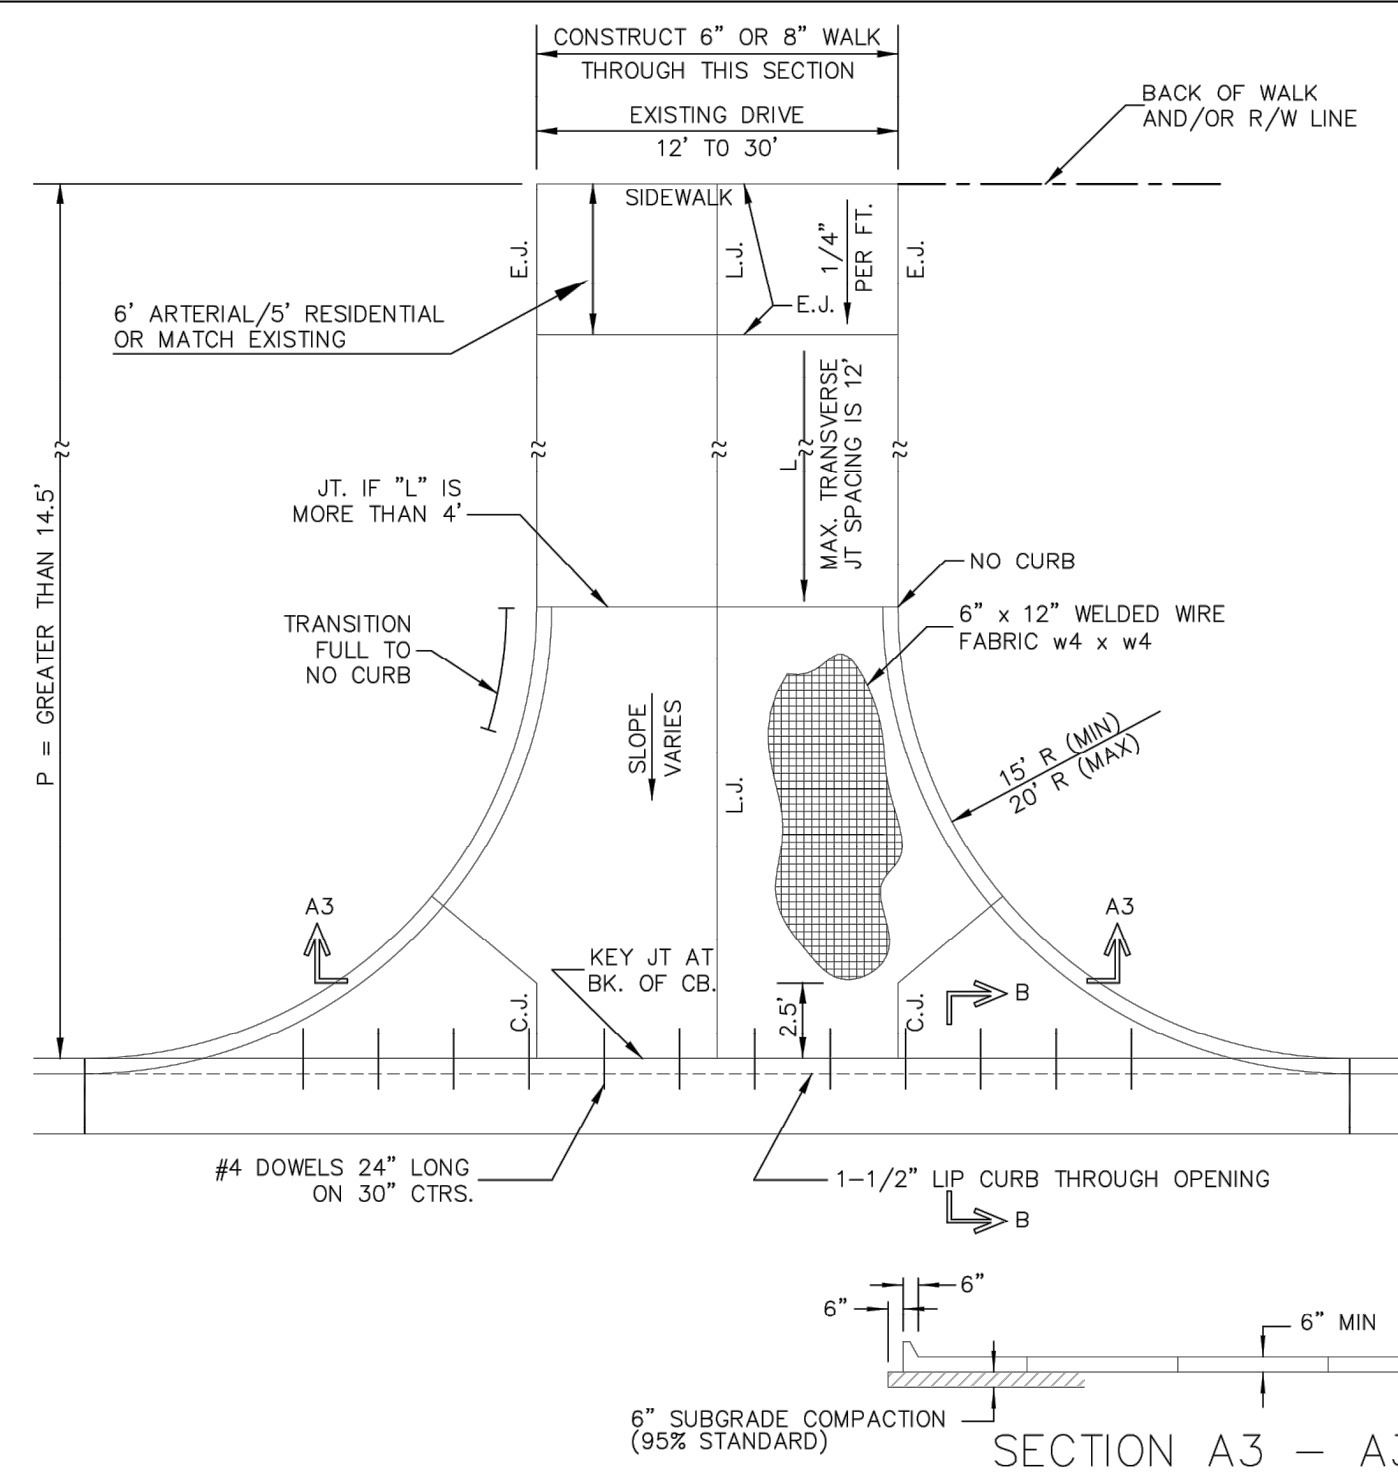 CONSTRUCT 6" OR 8" WALK
THROUGH THIS SECTION
EXISTING DRIVE
12' TO 30'
BACK OF WALK
AND/OR R/W LINE
SIDEWALK
E.J.
L.J.
1/4"
PER FT.
E.J.
E.J.
6' ARTERIAL/5' RESIDENTIAL
OR MATCH EXISTING
P = GREATER THAN 14.5'
L
MAX. TRANSVERSE
JT SPACING IS 12'
JT. IF "L" IS
MORE THAN 4'
NO CURB
6" x 12" WELDED WIRE
FABRIC w4 x w4
TRANSITION
FULL TO
NO CURB
SLOPE
VARIES
L.J.
15' R (MIN)
20' R (MAX)
A3
A3
KEY JT AT
BK. OF CB.
C.J.
2.5'
C.J.
B
#4 DOWELS 24" LONG
ON 30" CTRS.
1-1/2" LIP CURB THROUGH OPENING
B
6"
6"
6" MIN
6" SUBGRADE COMPACTION
(95% STANDARD)
SECTION A3 - A3